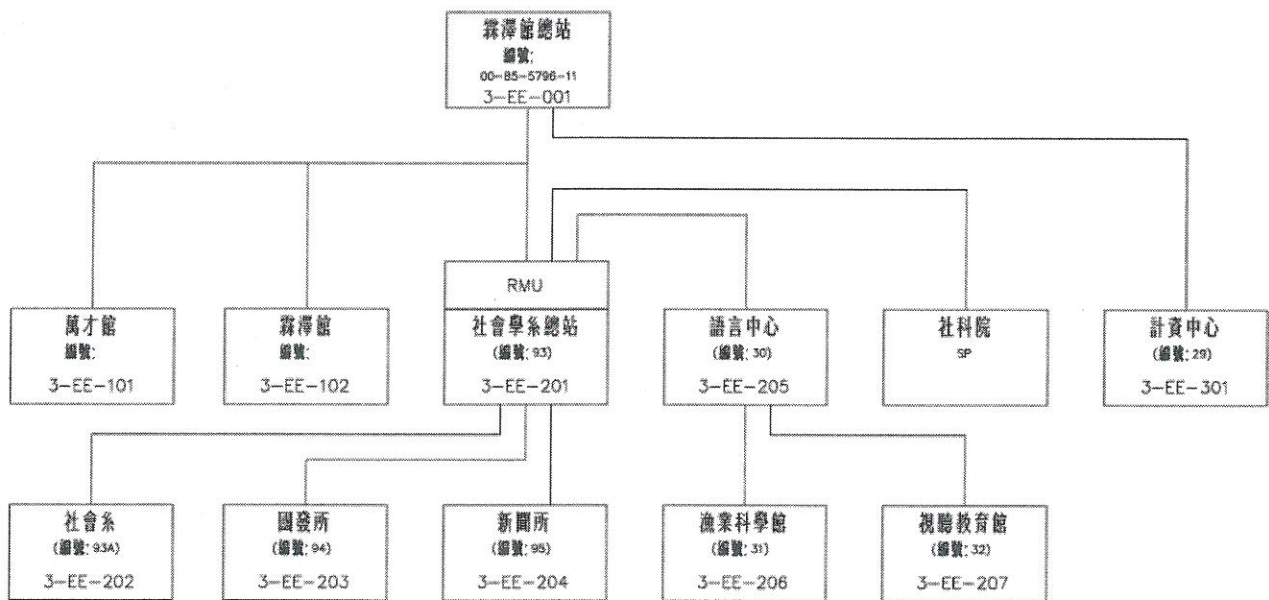 霖澤館總站
編號:
00-85-5796-11
3-EE-001
RMU
萬才館
編號:
3-EE-101
霖澤館
編號:
3-EE-102
社會學系總站
(編號: 93)
3-EE-201
語言中心
(編號: 30)
3-EE-205
社科院
SP
計資中心
(編號: 29)
3-EE-301
社會系
(編號: 93A)
3-EE-202
國發所
(編號: 94)
3-EE-203
新聞所
(編號: 95)
3-EE-204
漁業科學館
(編號: 31)
3-EE-206
視聽教育館
(編號: 32)
3-EE-207